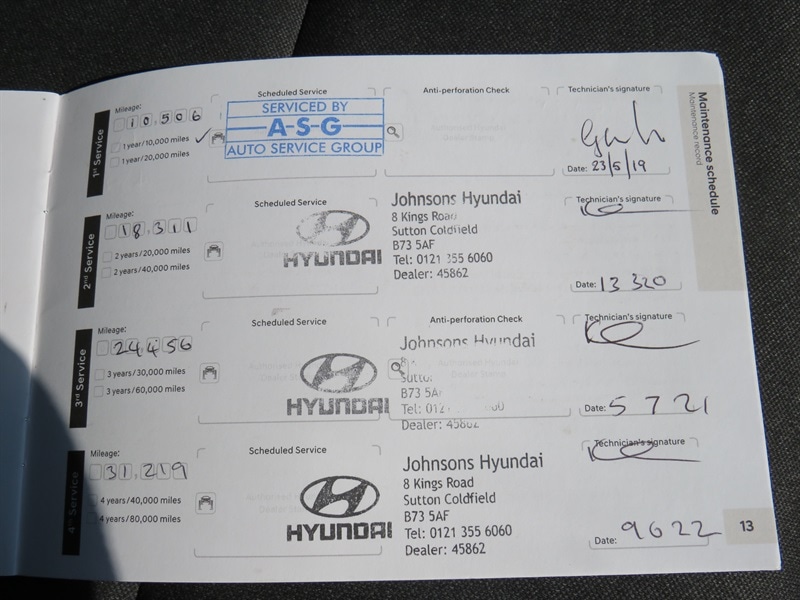 Maintenance schedule
Maintenance record
1st Service
Mileage:
10,506
1 year/10,000 miles ✓
1 year/20,000 miles
Scheduled Service
SERVICED BY
A-S-G
AUTO SERVICE GROUP
Anti-perforation Check
Technician's signature
Date: 23/5/19
2nd Service
Mileage:
18,311
2 years/20,000 miles
2 years/40,000 miles
Scheduled Service
HYUNDAI
Johnsons Hyundai
8 Kings Road
Sutton Coldfield
B73 5AF
Tel: 0121 355 6060
Dealer: 45862
Technician's signature
Date: 13 3 20
3rd Service
Mileage:
24,456
3 years/30,000 miles
3 years/60,000 miles
Scheduled Service
HYUNDAI
Anti-perforation Check
Johnsons Hyundai
B73 5A
Tel: 012
Dealer: 45862
Technician's signature
Date: 5 7 21
4th Service
Mileage:
31,219
4 years/40,000 miles
4 years/80,000 miles
Scheduled Service
HYUNDAI
Johnsons Hyundai
8 Kings Road
Sutton Coldfield
B73 5AF
Tel: 0121 355 6060
Dealer: 45862
Technician's signature
Date: 9 6 22
13